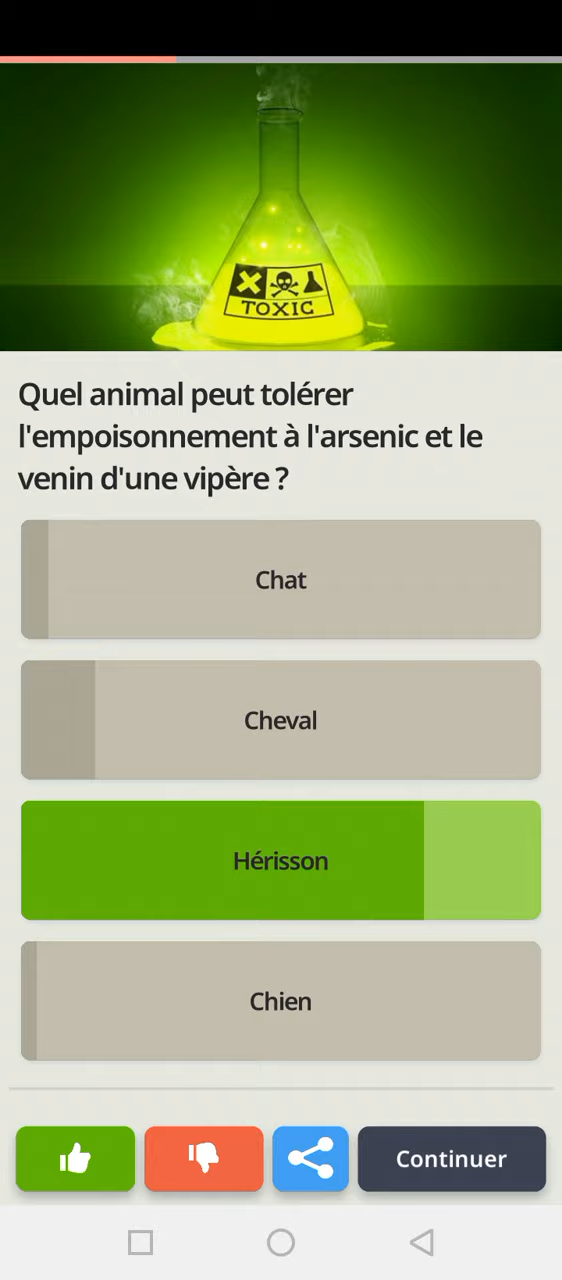 TOXIC
Quel animal peut tolérer
l'empoisonnement à l'arsenic et le
venin d'une vipère ?
Chat
Cheval
Hérisson
Chien
Continuer